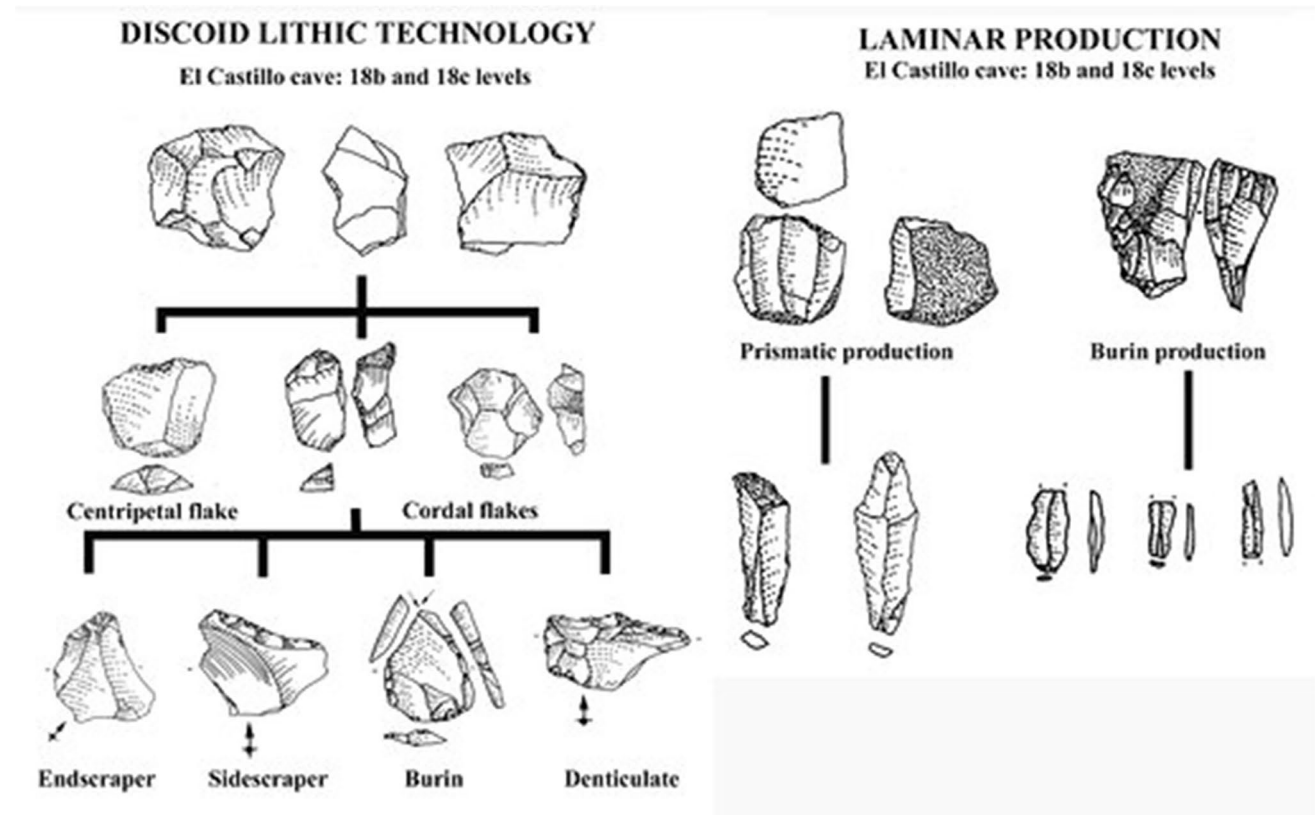 DISCOID LITHIC TECHNOLOGY
El Castillo cave: 18b and 18c levels
Centripetal flake
Cordal flakes
Endscraper
Sidescraper
Burin
Denticulate
LAMINAR PRODUCTION
El Castillo cave: 18b and 18c levels
Prismatic production
Burin production